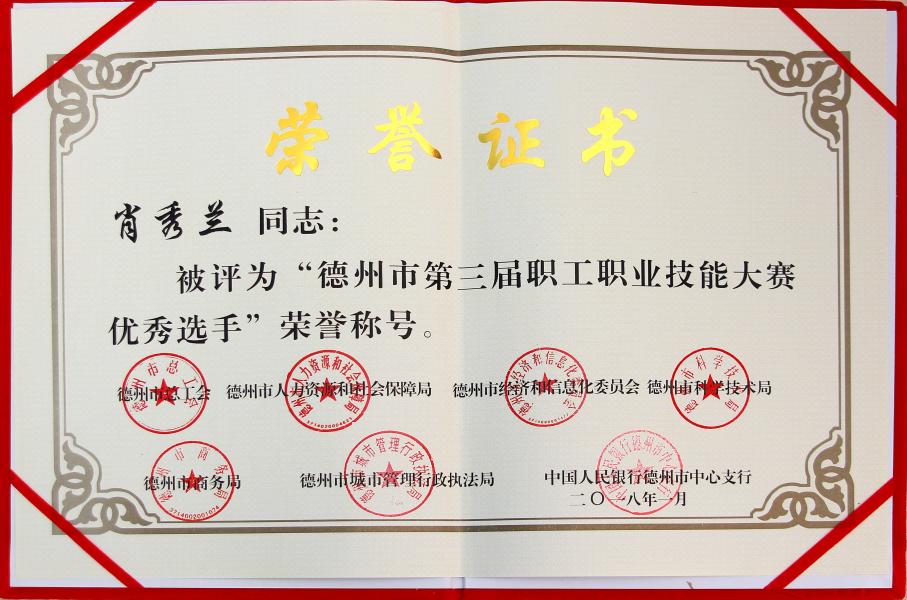 荣誉证书
肖秀兰 同志：
被评为“德州市第三届职工职业技能大赛
优秀选手”荣誉称号。
德州市总工会 德州市人力资源和社会保障局 德州市经济和信息化委员会 德州市科学技术局
德州市商务局 德州市城市管理行政执法局 中国人民银行德州市中心支行
二〇一八年一月